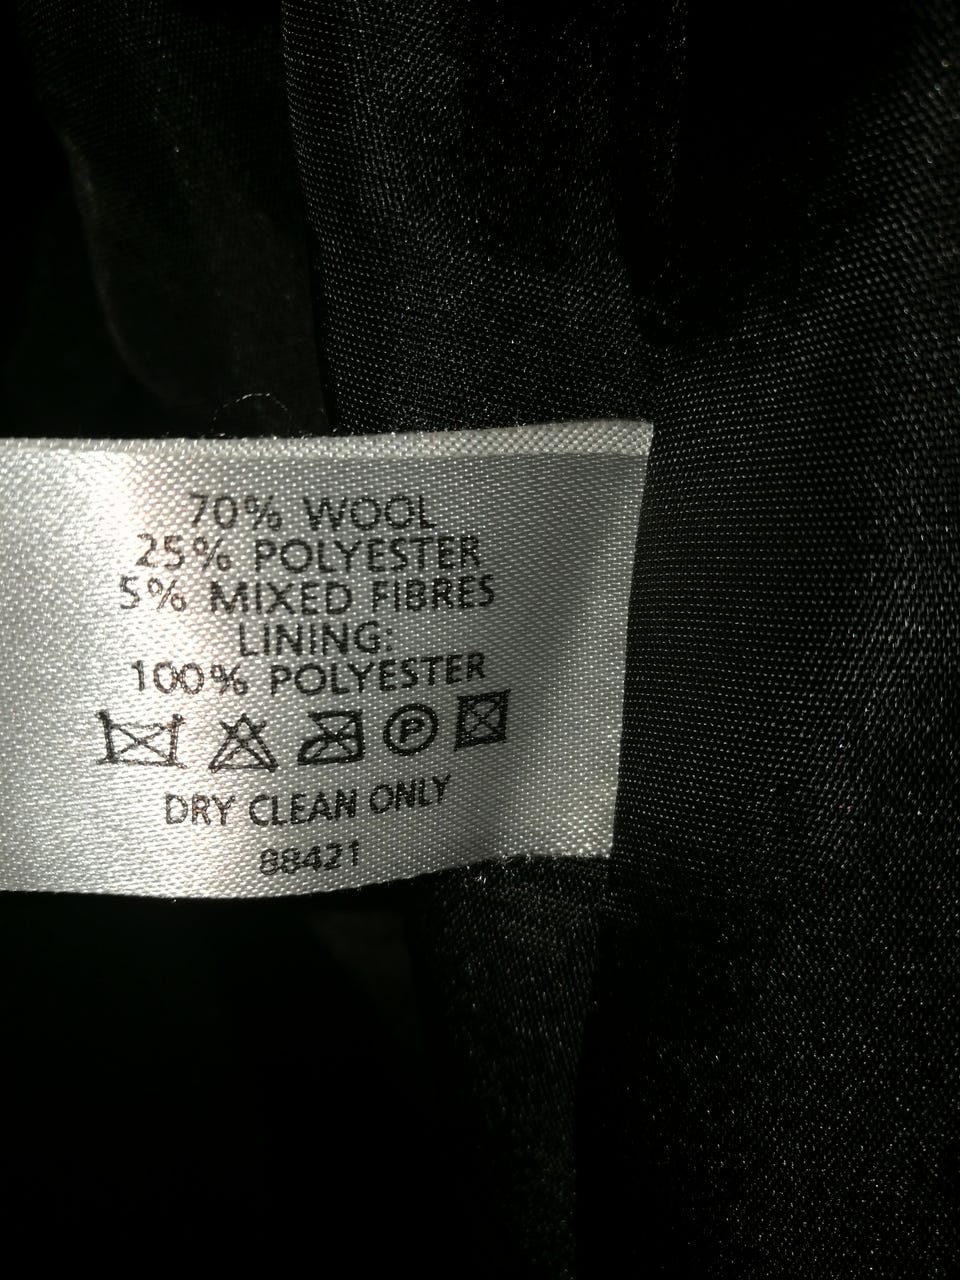 70% WOOL
25% POLYESTER
5% MIXED FIBRES
LINING:
100% POLYESTER
P
DRY CLEAN ONLY
88421